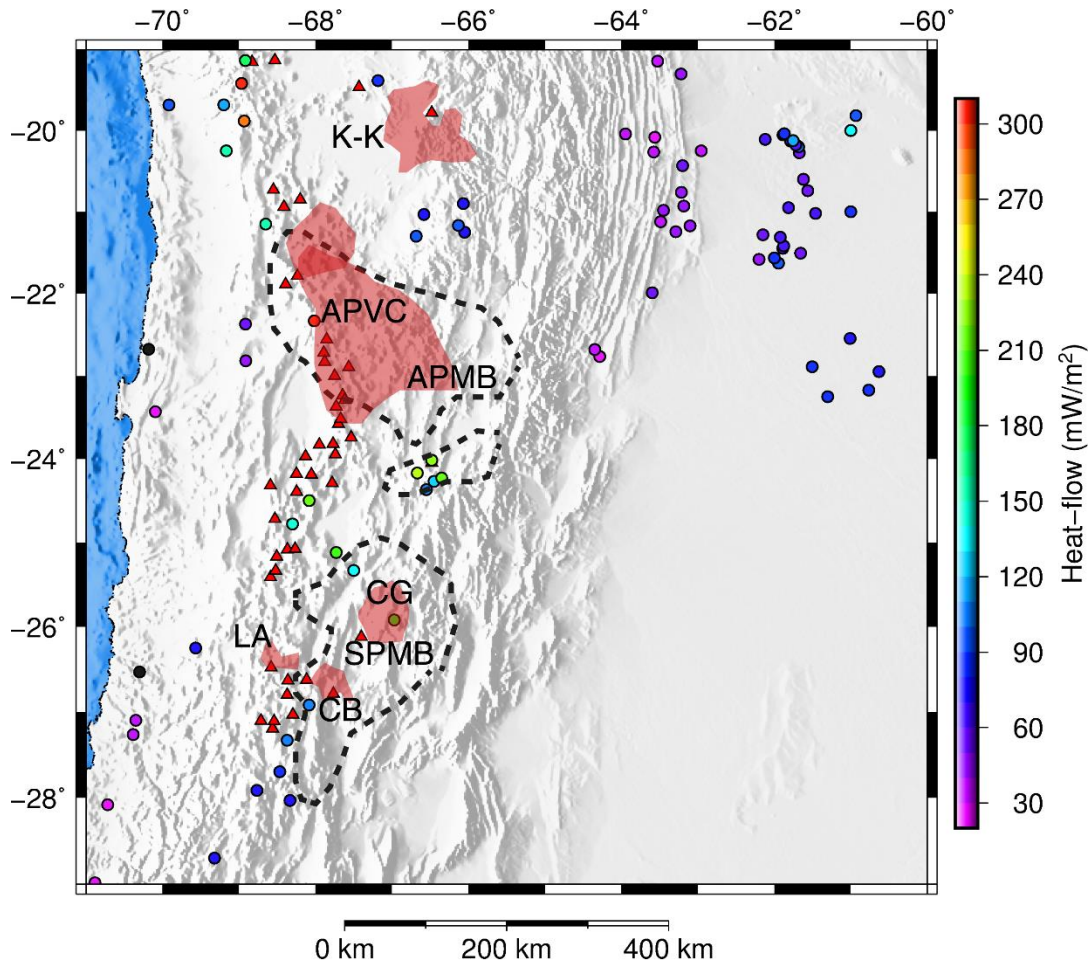 −70° −68° −66° −64° −62° −60°
−20°
−22°
−24°
−26°
−28°
K-K
APVC
APMB
CG
LA
SPMB
CB
300
270
240
210
180
150
120
90
60
30
Heat−flow (mW/m²)
0 km 200 km 400 km